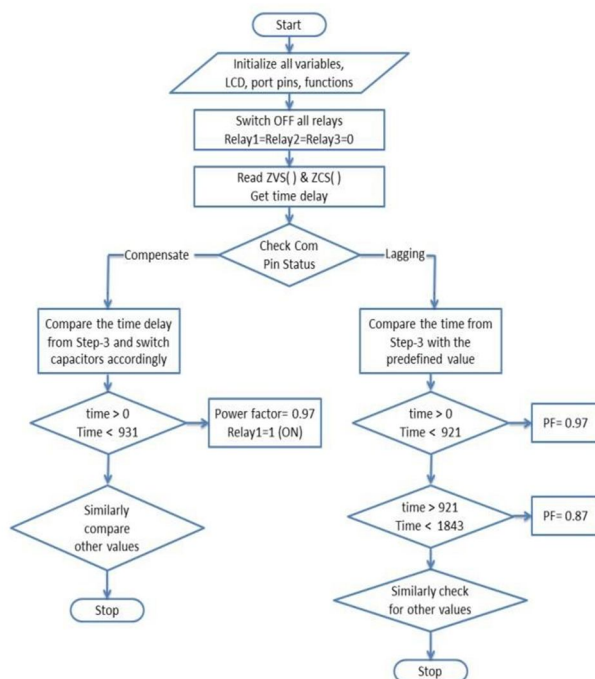 Start
Initialize all variables,
LCD, port pins, functions
Switch OFF all relays
Relay1=Relay2=Relay3=0
Read ZVS( ) & ZCS( )
Get time delay
Check Com
Pin Status
Compensate
Lagging
Compare the time delay
from Step-3 and switch
capacitors accordingly
time > 0
Time < 931
Power factor= 0.97
Relay1=1 (ON)
Similarly
compare
other values
Stop
Compare the time from
Step-3 with the
predefined value
time > 0
Time < 921
PF= 0.97
time > 921
Time < 1843
PF= 0.87
Similarly check
for other values
Stop